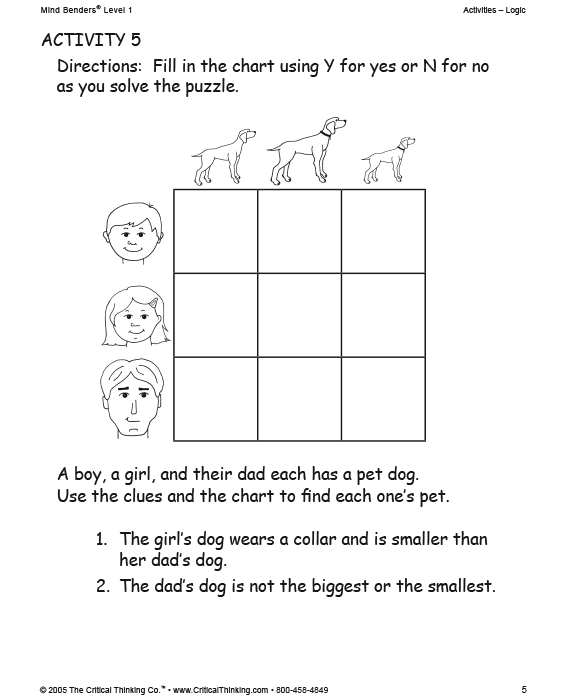 Mind Benders® Level 1 Activities – Logic
ACTIVITY 5
Directions: Fill in the chart using Y for yes or N for no
as you solve the puzzle.
A boy, a girl, and their dad each has a pet dog.
Use the clues and the chart to find each one's pet.
1. The girl's dog wears a collar and is smaller than
her dad's dog.
2. The dad's dog is not the biggest or the smallest.
© 2005 The Critical Thinking Co.™ • www.CriticalThinking.com • 800-458-4849 5